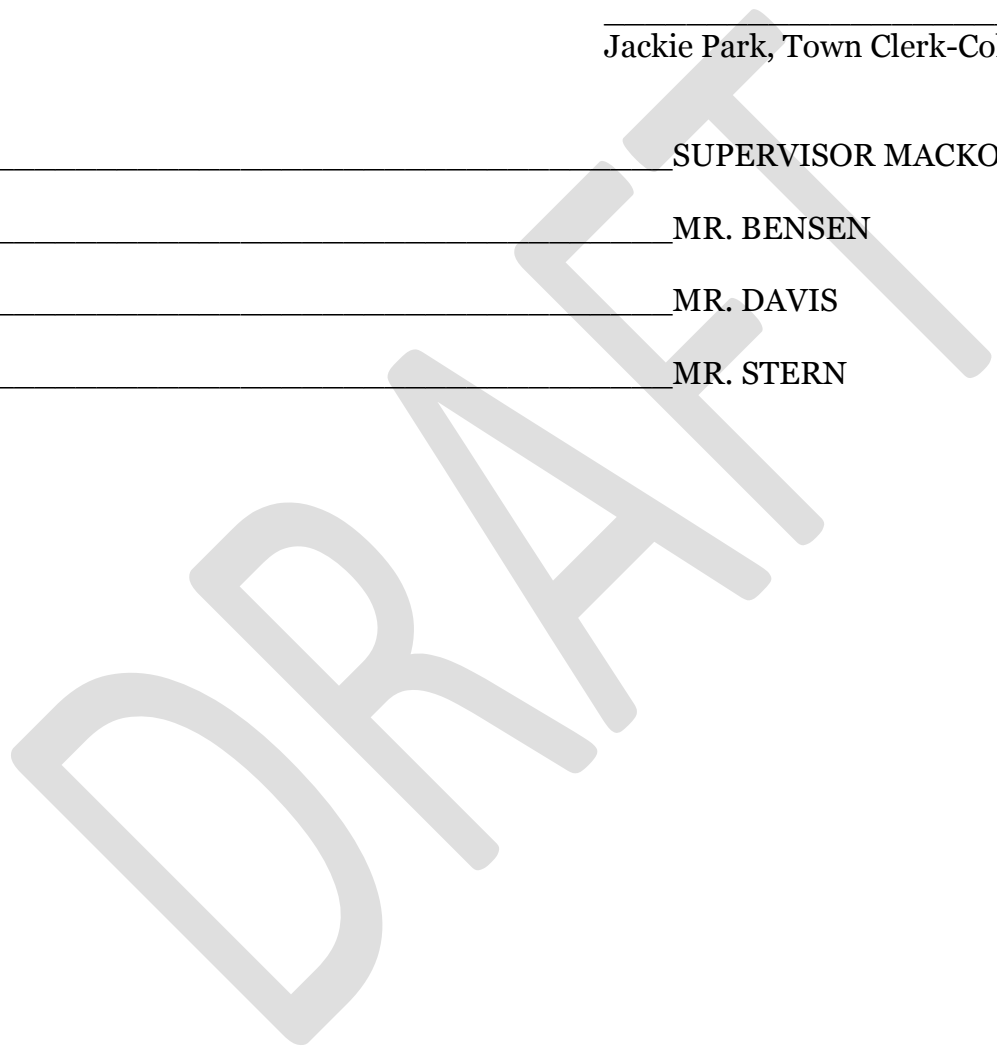 Jackie Park, Town Clerk-Co
SUPERVISOR MACKO
MR. BENSEN
MR. DAVIS
MR. STERN
DRAFT